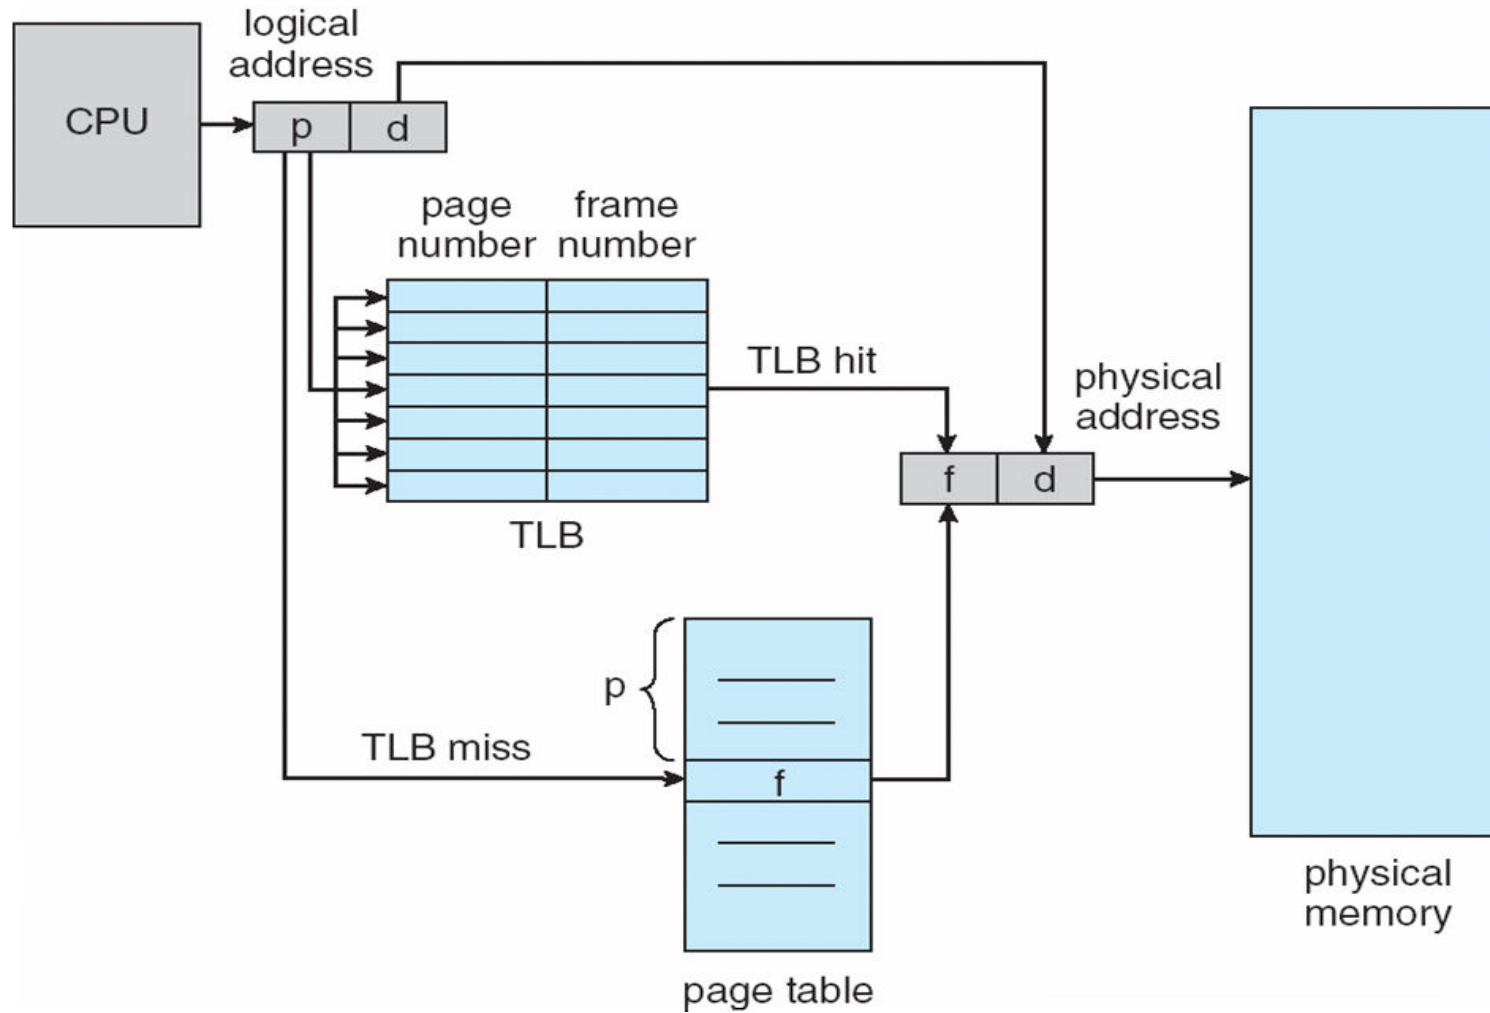 logical
address
CPU
p
d
page
number
frame
number
TLB hit
physical
address
f
d
TLB
p
TLB miss
f
physical
memory
page table